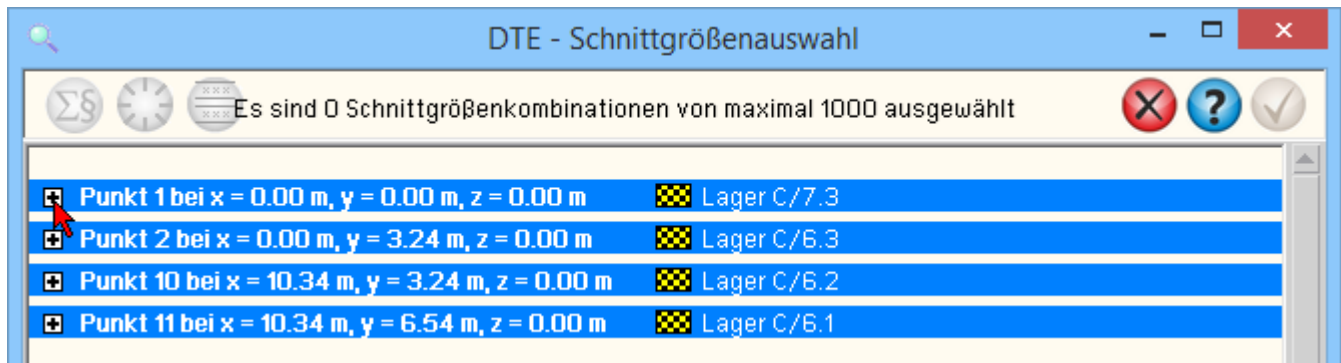 DTE - Schnittgrößenauswahl
Σ§ Es sind 0 Schnittgrößenkombinationen von maximal 1000 ausgewählt ?
Punkt 1 bei x = 0.00 m, y = 0.00 m, z = 0.00 m Lager C/7.3
Punkt 2 bei x = 0.00 m, y = 3.24 m, z = 0.00 m Lager C/6.3
Punkt 10 bei x = 10.34 m, y = 3.24 m, z = 0.00 m Lager C/6.2
Punkt 11 bei x = 10.34 m, y = 6.54 m, z = 0.00 m Lager C/6.1